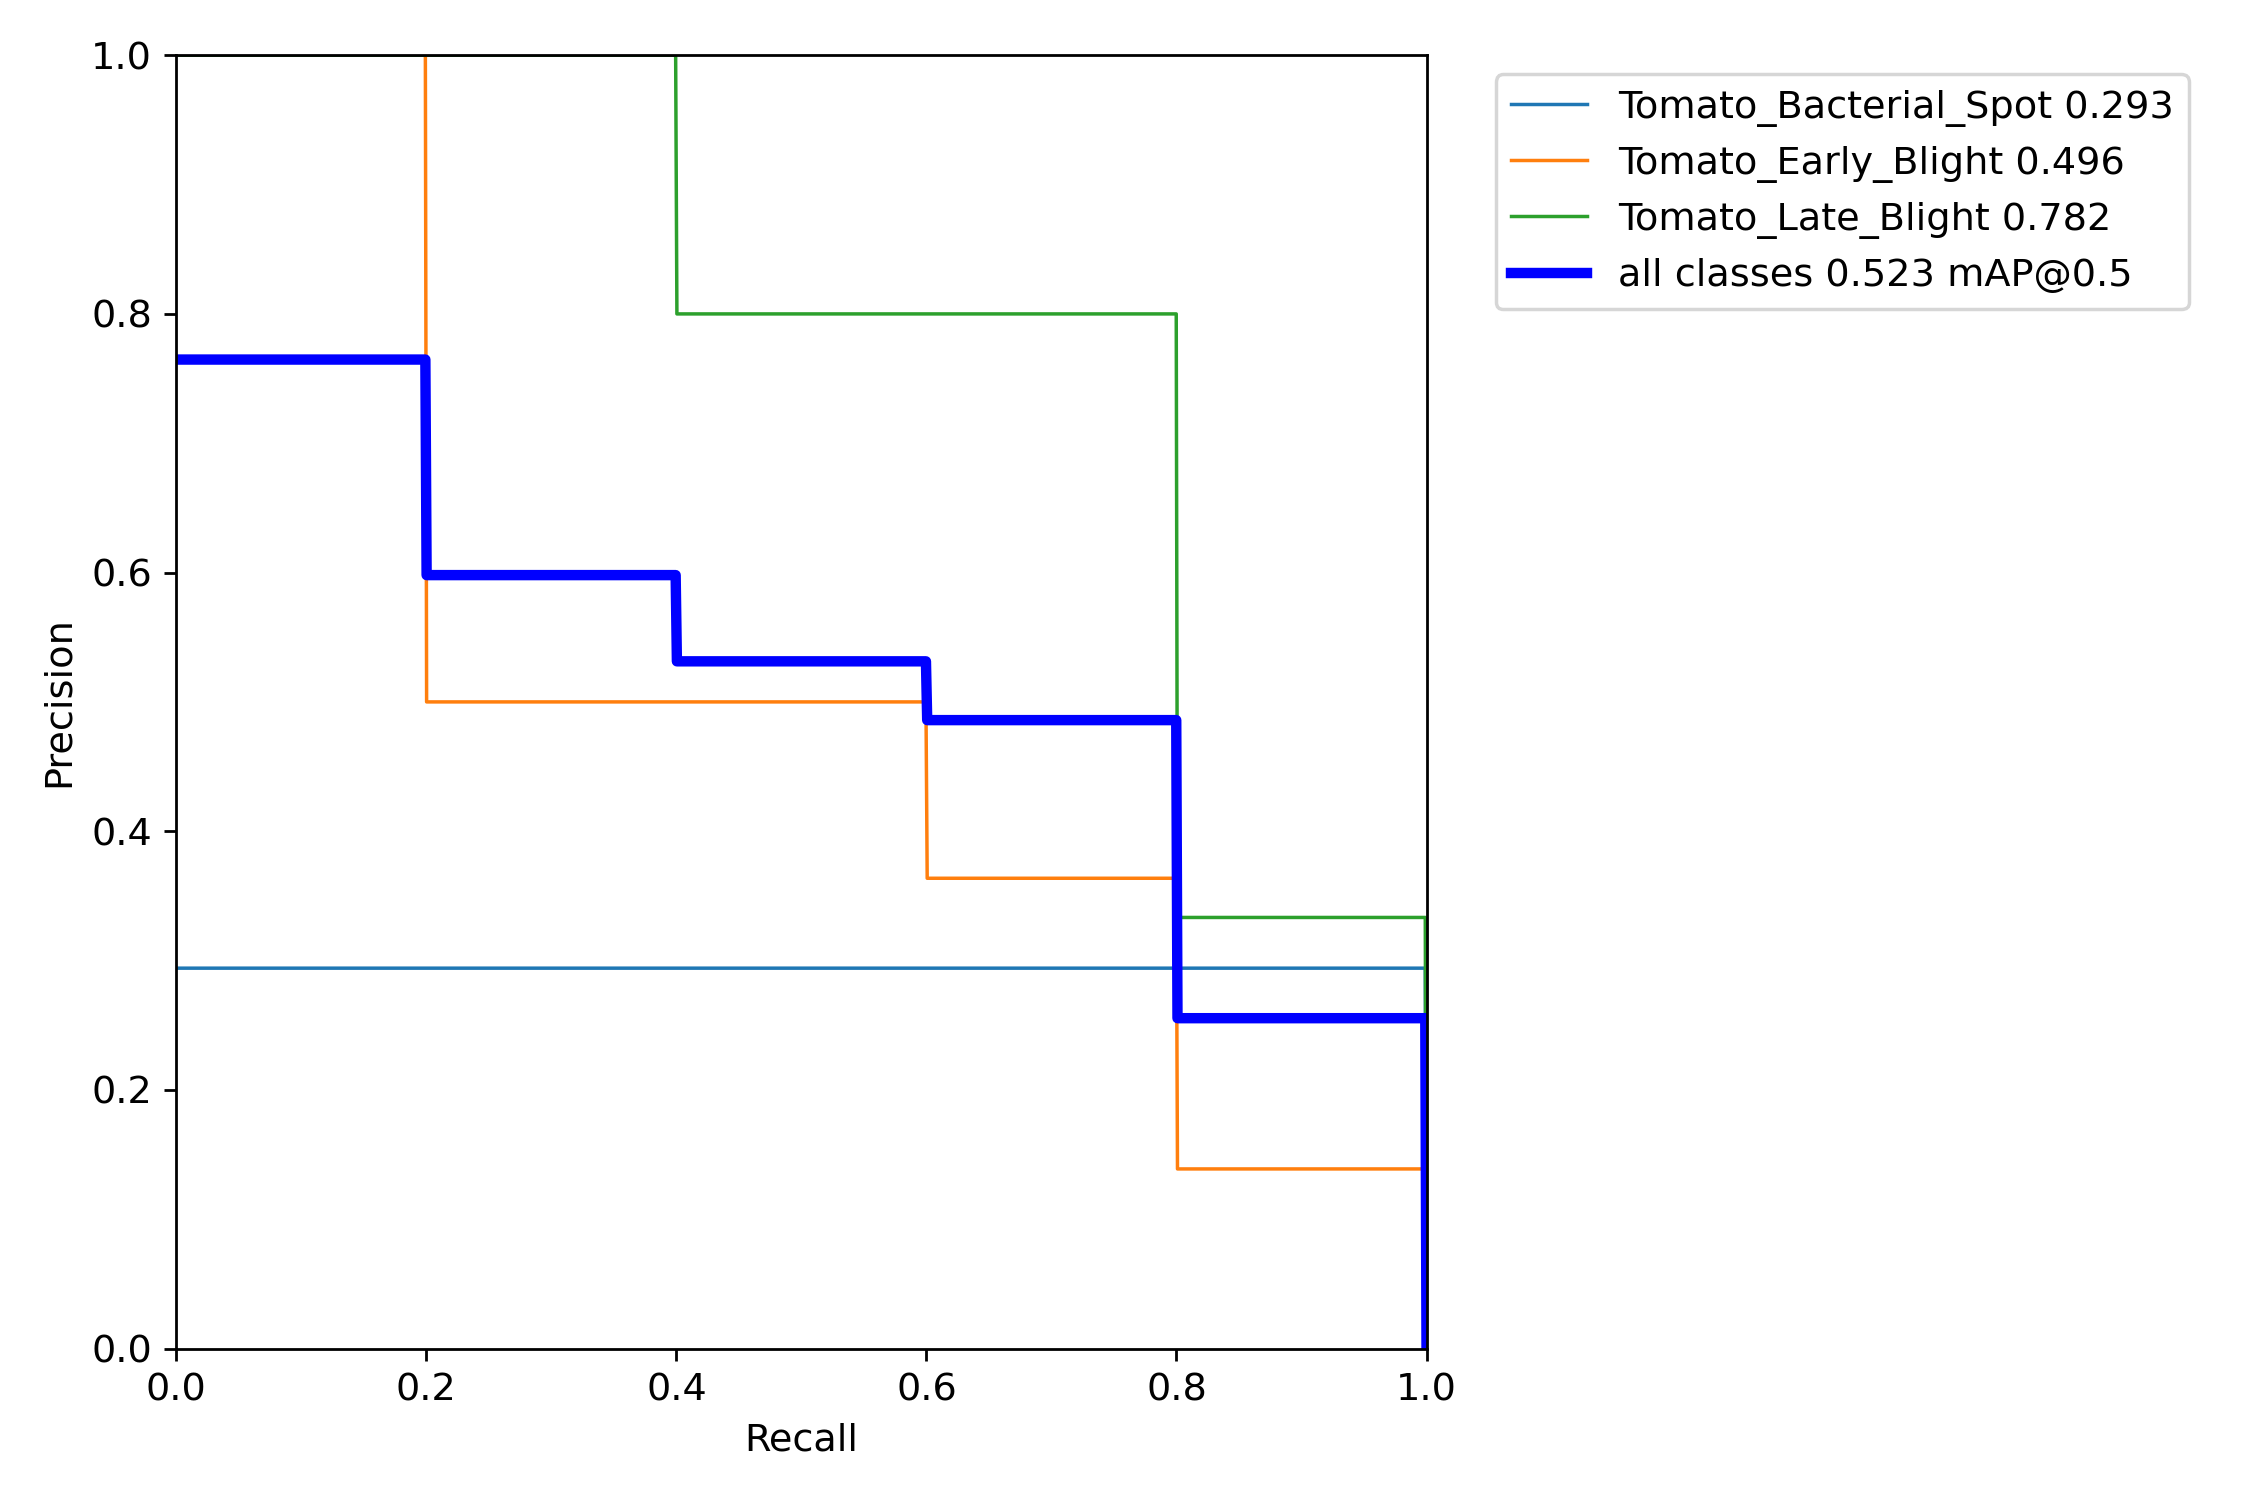 1.0
0.8
0.6
0.4
0.2
0.0
Precision
0.0 0.2 0.4 0.6 0.8 1.0
Recall
Tomato_Bacterial_Spot 0.293
Tomato_Early_Blight 0.496
Tomato_Late_Blight 0.782
all classes 0.523 mAP@0.5